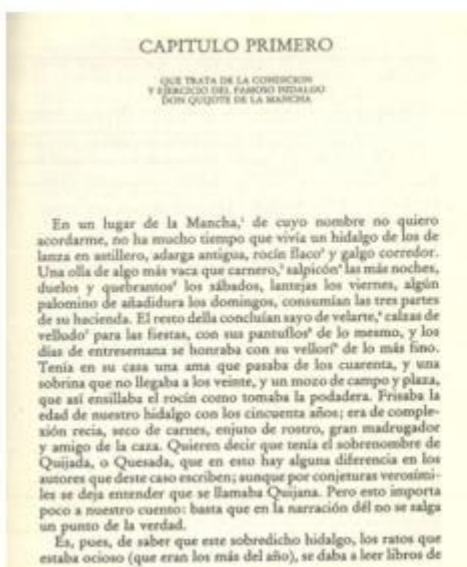 CAPITULO PRIMERO
QUE TRATA DE LA CONDICION
Y EJERCICIO DEL FAMOSO HIDALGO
DON QUIJOTE DE LA MANCHA
En un lugar de la Mancha, de cuyo nombre no quiero
acordarme, no ha mucho tiempo que vivía un hidalgo de los de
lanza en astillero, adarga antigua, rocín flaco y galgo corredor.
Una olla de algo más vaca que carnero, salpicón las más noches,
duelos y quebrantos los sábados, lantejas los viernes, algún
palomino de añadidura los domingos, consumían las tres partes
de su hacienda. El resto della concluían sayo de velarte, calzas de
velludo para las fiestas, con sus pantuflos de lo mesmo, y los
días de entresemana se honraba con su vellorí de lo más fino.
Tenía en su casa una ama que pasaba de los cuarenta, y una
sobrina que no llegaba a los veinte, y un mozo de campo y plaza,
que así ensillaba el rocín como tomaba la podadera. Frisaba la
edad de nuestro hidalgo con los cincuenta años; era de comple-
xión recia, seco de carnes, enjuto de rostro, gran madrugador
y amigo de la caza. Quieren decir que tenía el sobrenombre de
Quijada, o Quesada, que en esto hay alguna diferencia en los
autores que deste caso escriben; aunque por conjeturas verosími-
les se deja entender que se llamaba Quijana. Pero esto importa
poco a nuestro cuento: basta que en la narración dél no se salga
un punto de la verdad.
Es, pues, de saber que este sobredicho hidalgo, los ratos que
estaba ocioso (que eran los más del año), se daba a leer libros de